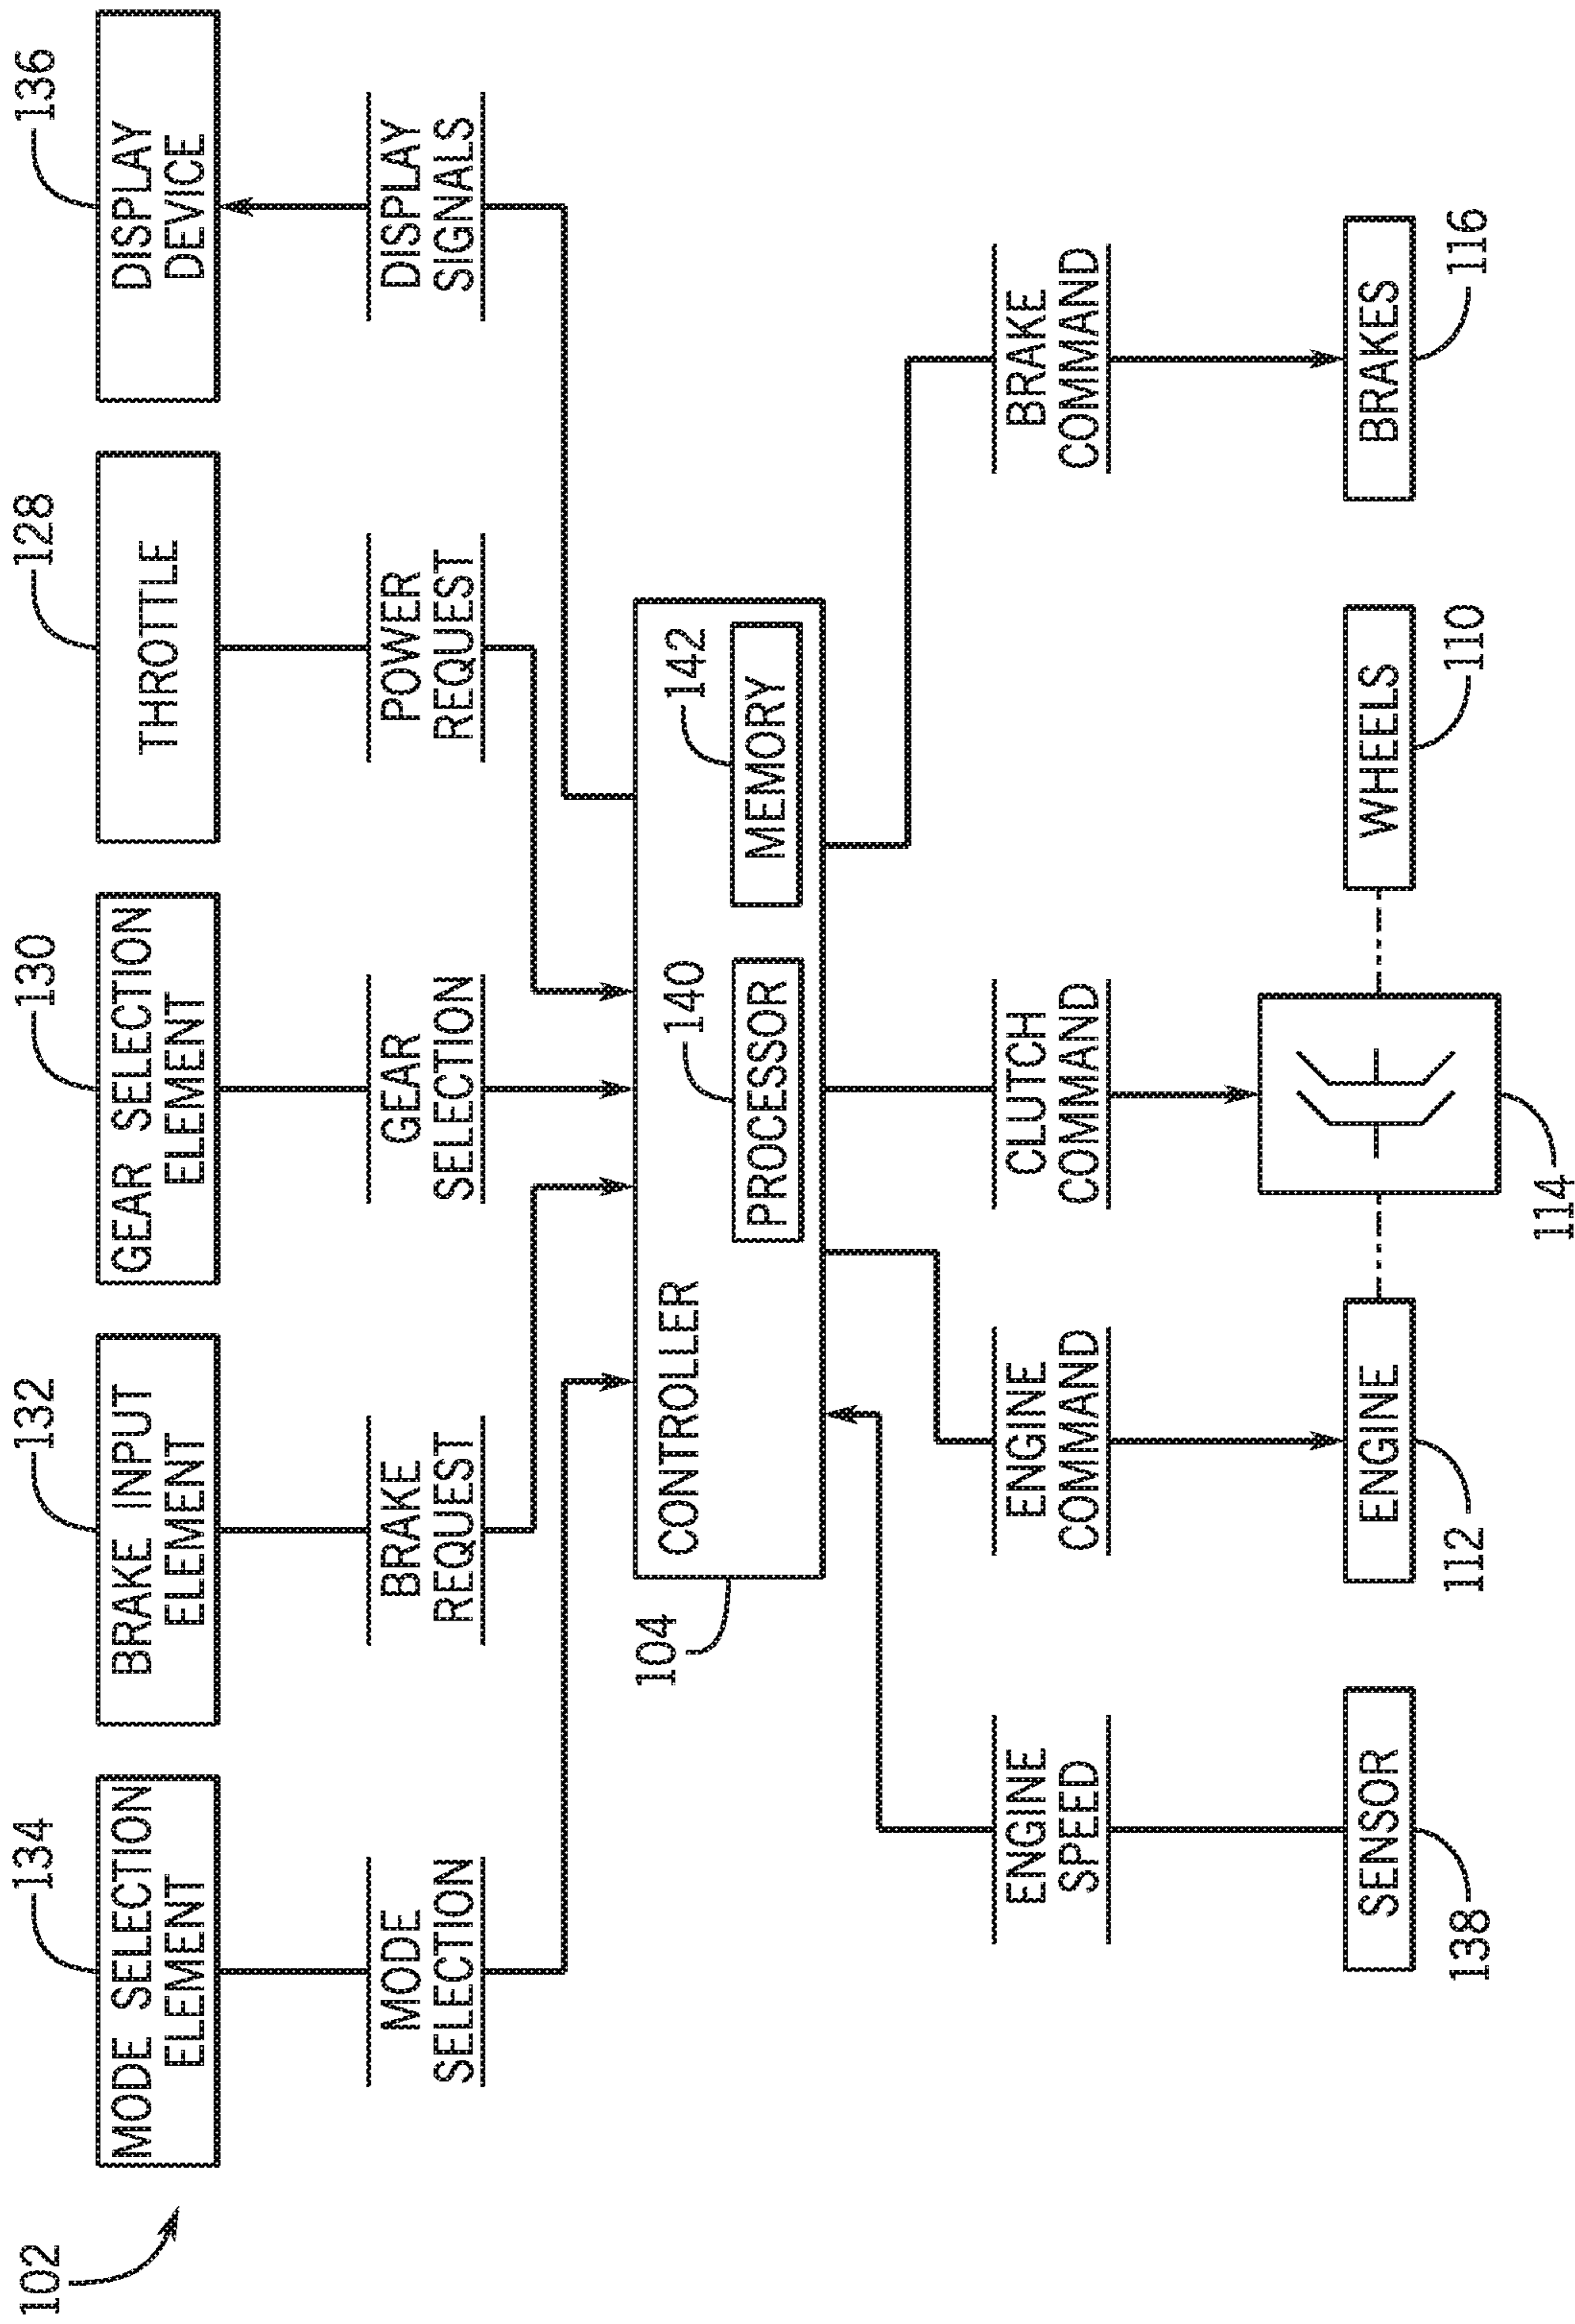 102
134
132
130
128
136
MODE SELECTION
ELEMENT
BRAKE INPUT
ELEMENT
GEAR SELECTION
ELEMENT
THROTTLE
DISPLAY
DEVICE
MODE
SELECTION
BRAKE
REQUEST
GEAR
SELECTION
POWER
REQUEST
DISPLAY
SIGNALS
104
CONTROLLER
140
PROCESSOR
142
MEMORY
ENGINE
SPEED
ENGINE
COMMAND
CLUTCH
COMMAND
BRAKE
COMMAND
SENSOR
ENGINE
WHEELS
BRAKES
138
112
114
110
116